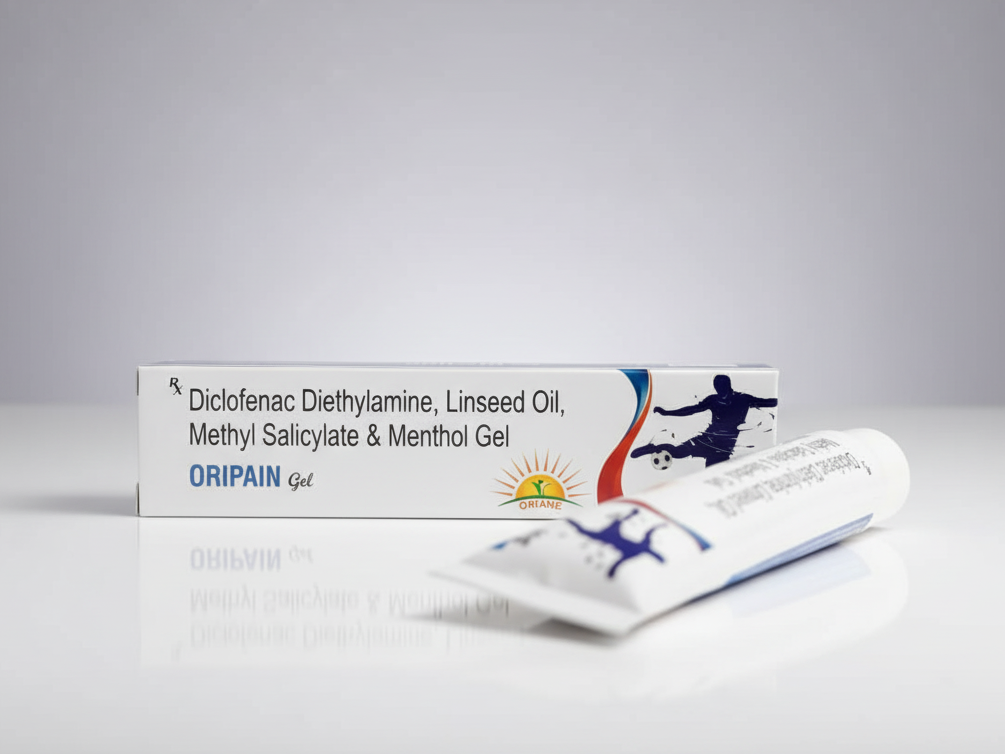 Rx Diclofenac Diethylamine, Linseed Oil,
Methyl Salicylate & Menthol Gel
ORIPAIN Gel
ORIANE